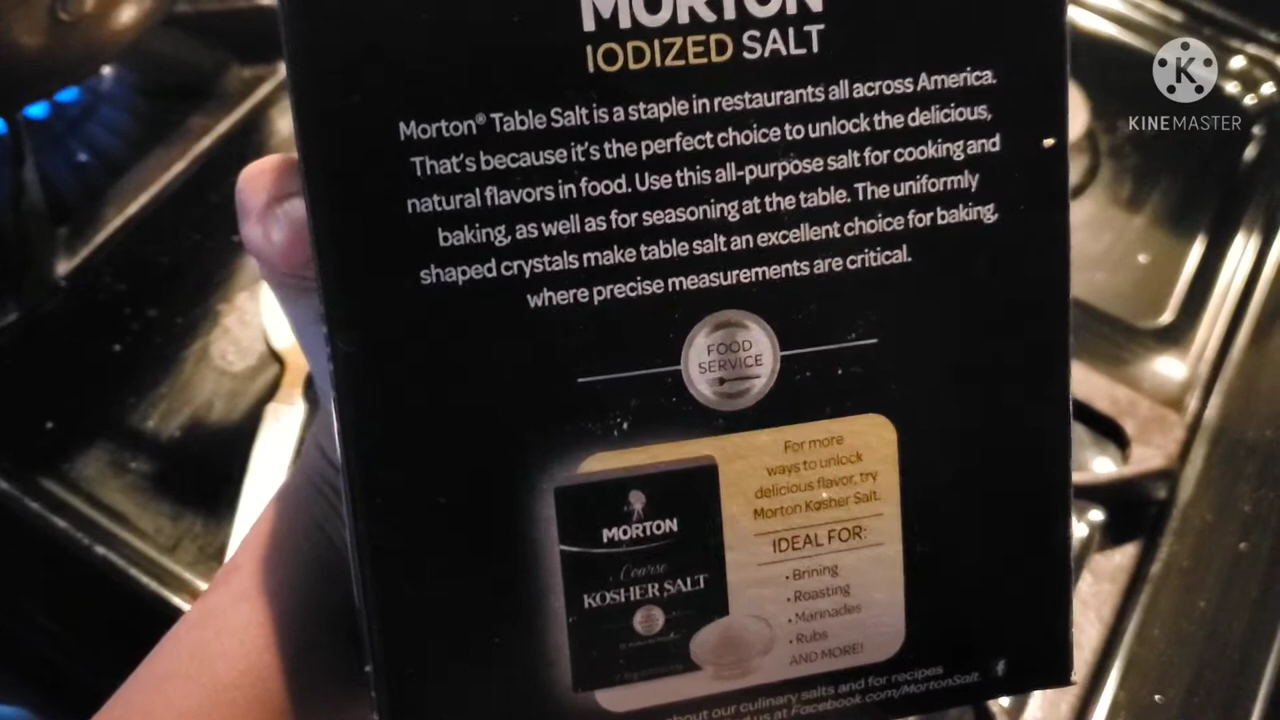 MORTON
IODIZED SALT
Morton® Table Salt is a staple in restaurants all across America.
That's because it's the perfect choice to unlock the delicious,
natural flavors in food. Use this all-purpose salt for cooking and
baking, as well as for seasoning at the table. The uniformly
shaped crystals make table salt an excellent choice for baking,
where precise measurements are critical.
FOOD
SERVICE
For more
ways to unlock
delicious flavor, try
Morton Kosher Salt.
IDEAL FOR:
• Brining
• Roasting
• Marinades
• Rubs
AND MORE!
MORTON
Coarse
KOSHER SALT
about our culinary salts and for recipes
us at Facebook.com/MortonSalt.
f
K
KINEMASTER